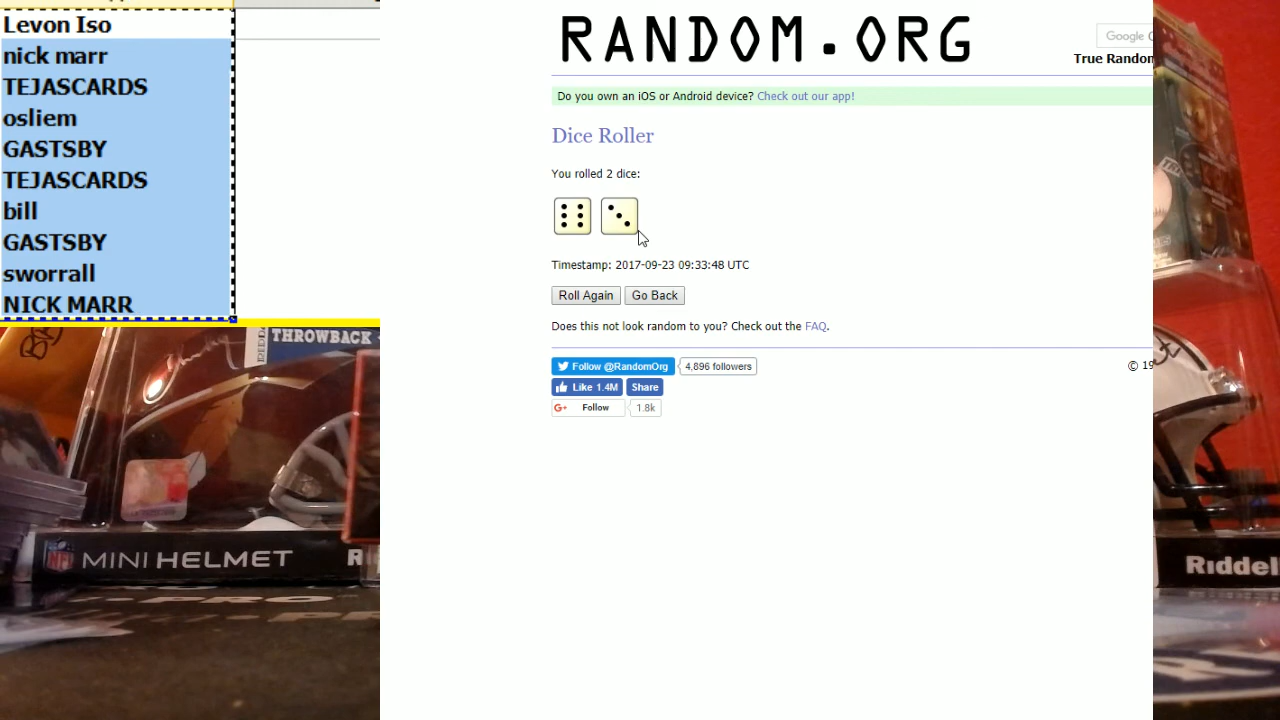 Levon Iso
nick marr
TEJASCARDS
osliem
GASTSBY
TEJASCARDS
bill
GASTSBY
sworrall
NICK MARR
THROWBACK
MINI HELMET
RANDOM.ORG
Google
True Random
Do you own an iOS or Android device? Check out our app!
Dice Roller
You rolled 2 dice:
Timestamp: 2017-09-23 09:33:48 UTC
Roll Again
Go Back
Does this not look random to you? Check out the FAQ.
Follow @RandomOrg
4,896 followers
Like 1.4M
Share
G+ Follow
1.8k
© 19
Riddel